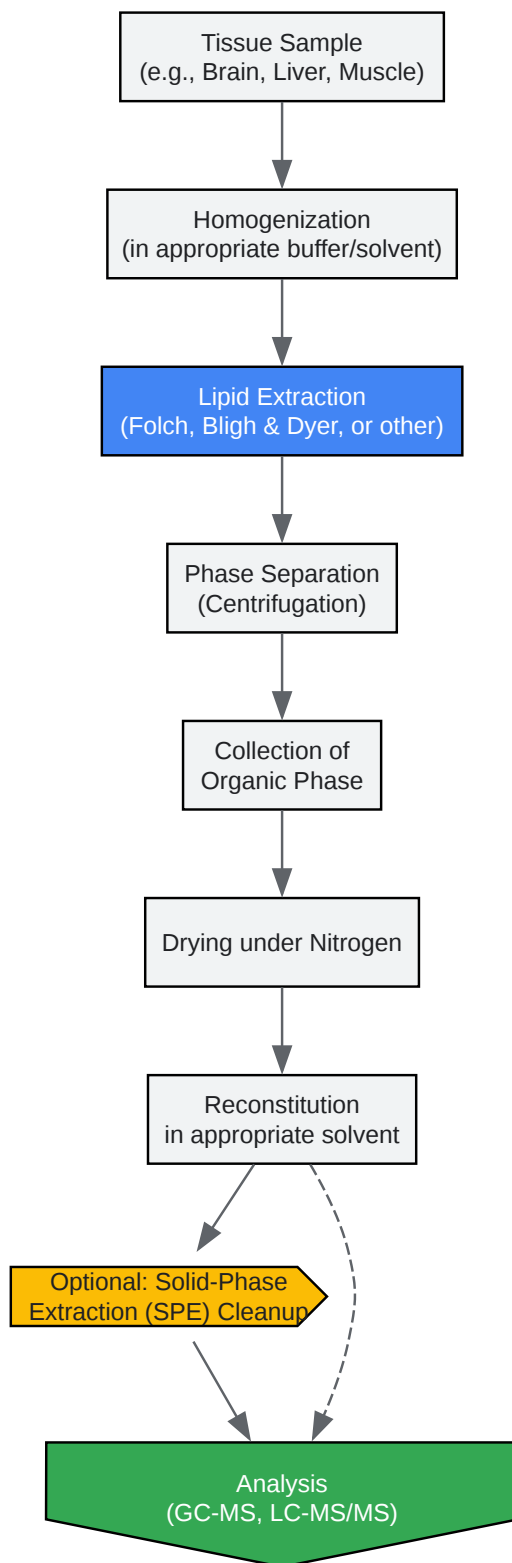 Tissue Sample
(e.g., Brain, Liver, Muscle)
Homogenization
(in appropriate buffer/solvent)
Lipid Extraction
(Folch, Bligh & Dyer, or other)
Phase Separation
(Centrifugation)
Collection of
Organic Phase
Drying under Nitrogen
Reconstitution
in appropriate solvent
Optional: Solid-Phase
Extraction (SPE) Cleanup
Analysis
(GC-MS, LC-MS/MS)